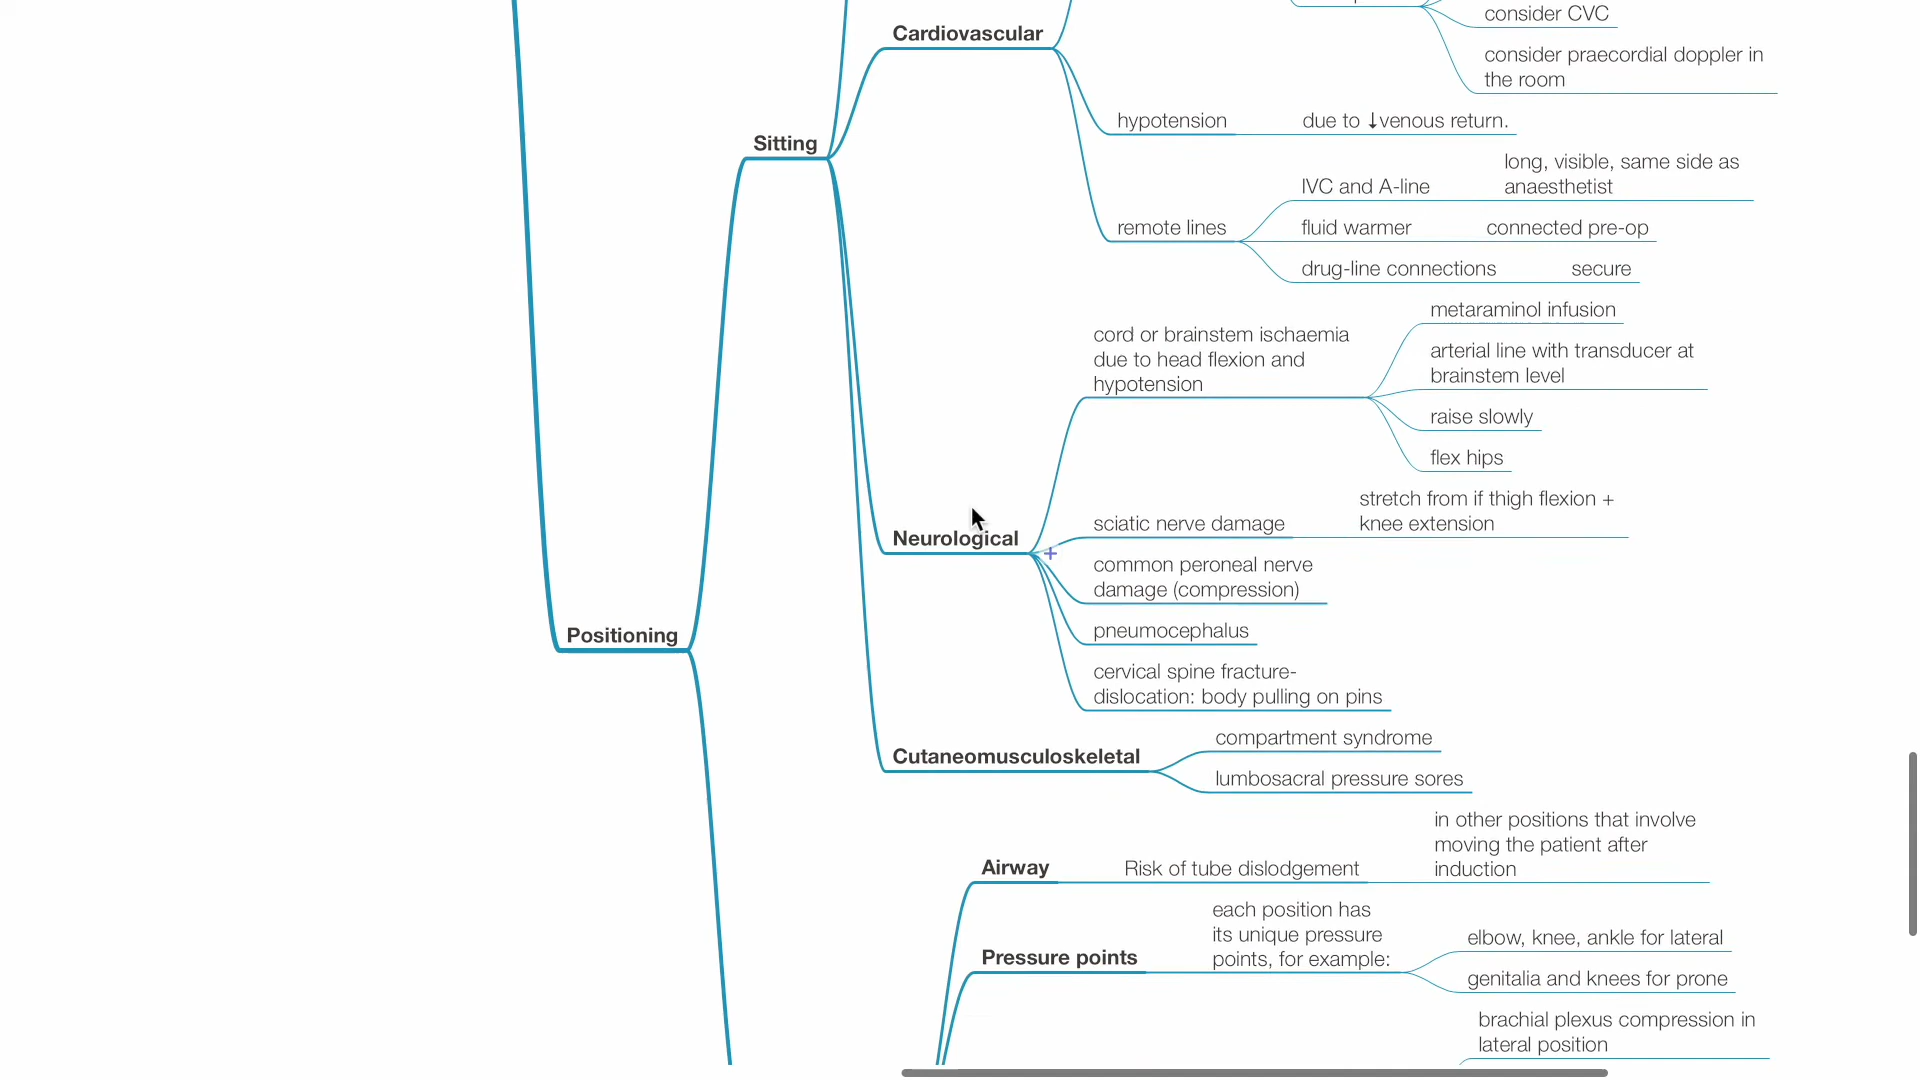 consider CVC
Cardiovascular
consider praecordial doppler in
the room
hypotension
due to ↓venous return.
Sitting
long, visible, same side as
anaesthetist
IVC and A-line
remote lines
fluid warmer
connected pre-op
drug-line connections
secure
metaraminol infusion
cord or brainstem ischaemia
due to head flexion and
hypotension
arterial line with transducer at
brainstem level
raise slowly
flex hips
Neurological
sciatic nerve damage
stretch from if thigh flexion +
knee extension
common peroneal nerve
damage (compression)
pneumocephalus
Positioning
cervical spine fracture-
dislocation: body pulling on pins
Cutaneomusculoskeletal
compartment syndrome
lumbosacral pressure sores
Airway
Risk of tube dislodgement
in other positions that involve
moving the patient after
induction
Pressure points
each position has
its unique pressure
points, for example:
elbow, knee, ankle for lateral
genitalia and knees for prone
brachial plexus compression in
lateral position